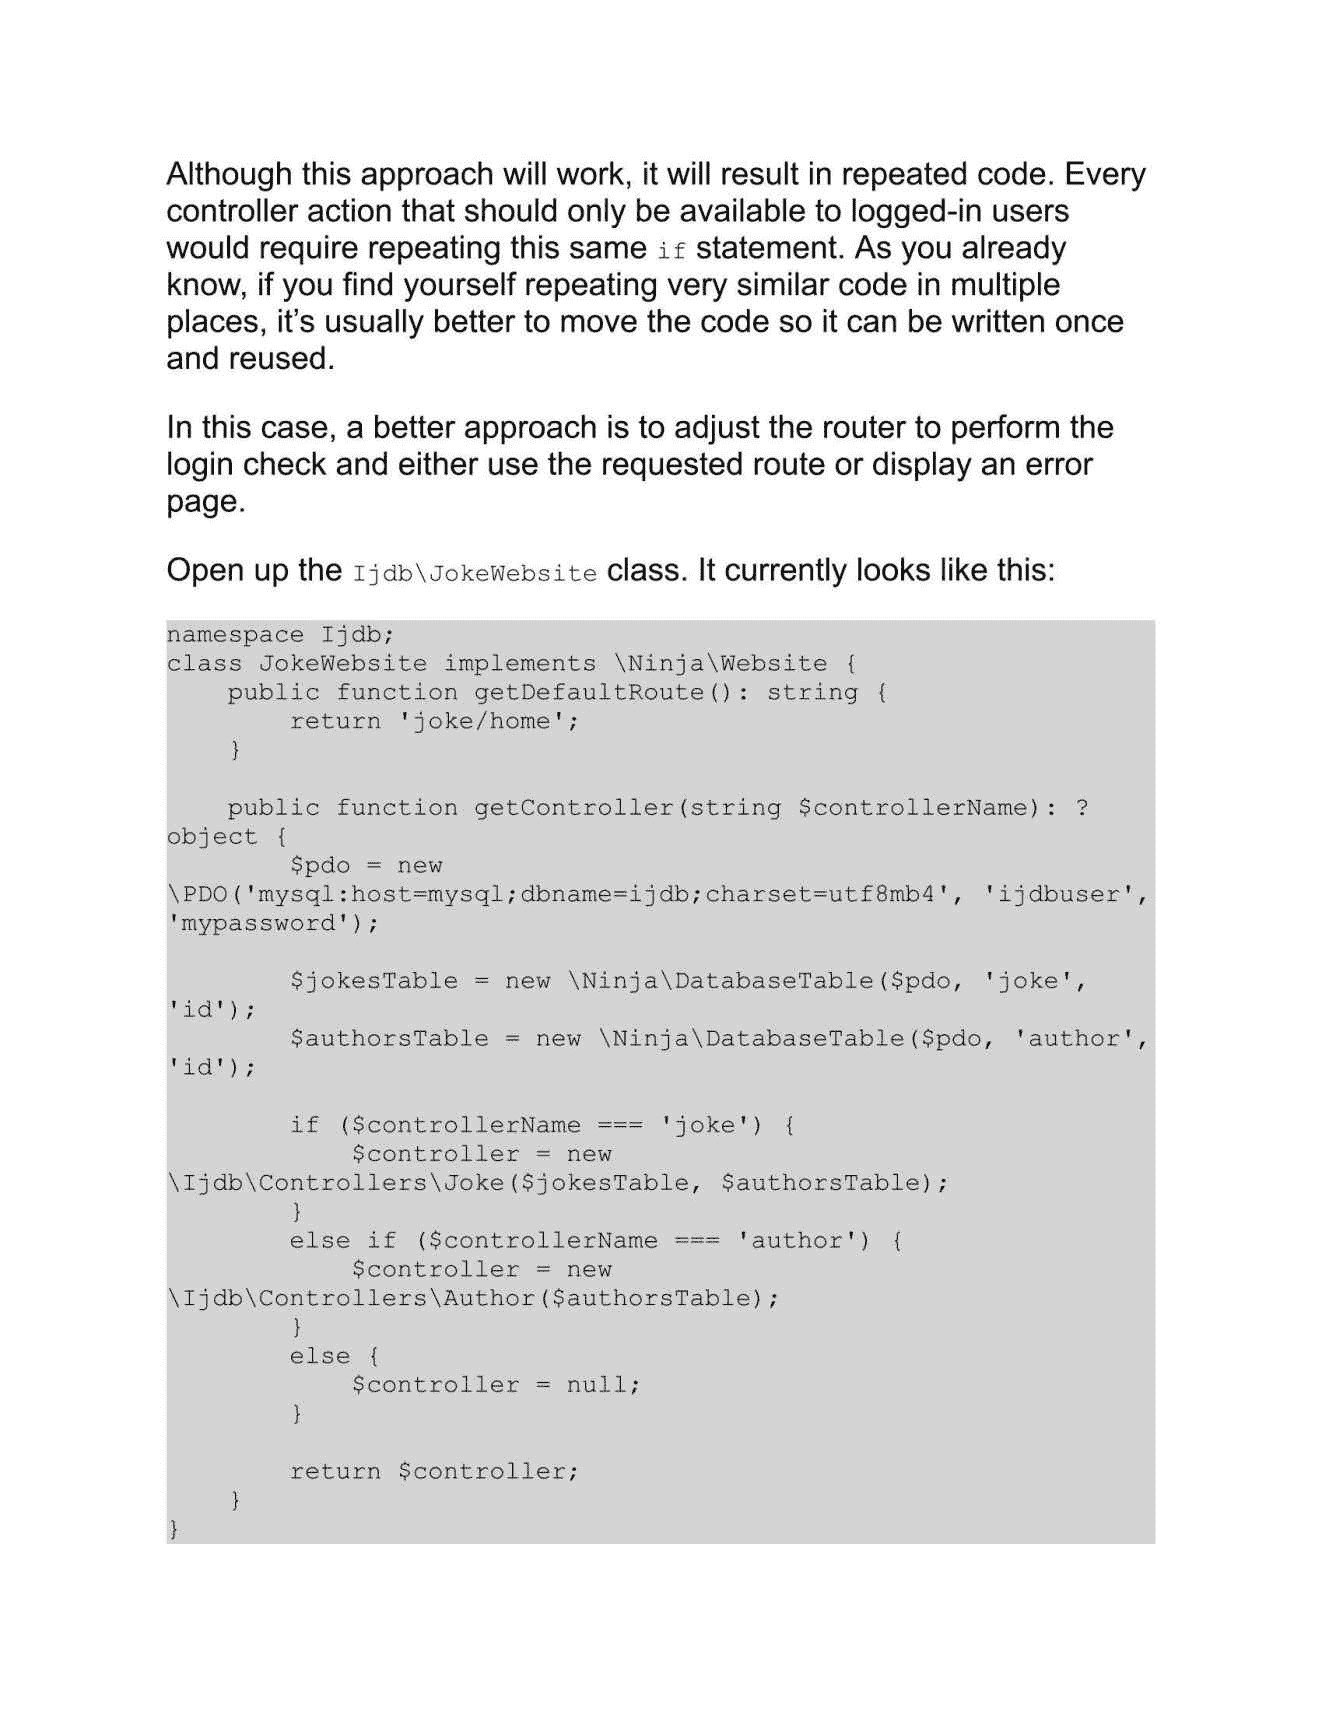 Although this approach will work, it will result in repeated code. Every
controller action that should only be available to logged-in users
would require repeating this same if statement. As you already
know, if you find yourself repeating very similar code in multiple
places, it’s usually better to move the code so it can be written once
and reused.
In this case, a better approach is to adjust the router to perform the
login check and either use the requested route or display an error
page.
Open up the Ijdb\JokeWebsite class. It currently looks like this:
namespace Ijdb;
class JokeWebsite implements \Ninja\Website {
    public function getDefaultRoute(): string {
        return 'joke/home';
    }
    public function getController(string $controllerName): ?
object {
        $pdo = new
\PDO('mysql:host=mysql;dbname=ijdb;charset=utf8mb4', 'ijdbuser',
'mypassword');
        $jokesTable = new \Ninja\DatabaseTable($pdo, 'joke',
'id');
        $authorsTable = new \Ninja\DatabaseTable($pdo, 'author',
'id');
        if ($controllerName === 'joke') {
            $controller = new
\Ijdb\Controllers\Joke($jokesTable, $authorsTable);
        }
        else if ($controllerName === 'author') {
            $controller = new
\Ijdb\Controllers\Author($authorsTable);
        }
        else {
            $controller = null;
        }
        return $controller;
    }
}